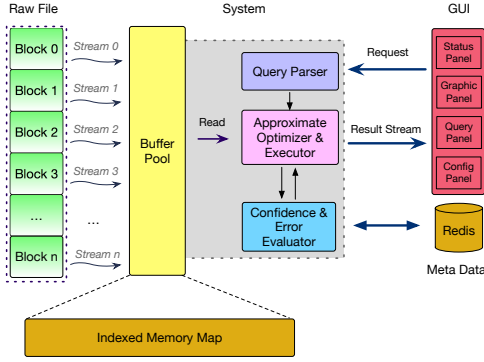 Raw File
System
GUI
Block 0
Stream 0
Block 1
Stream 1
Block 2
Stream 2
Block 3
Stream 3
...
...
Block n
Stream n
Buffer
Pool
Read
Query Parser
Approximate
Optimizer &
Executor
Confidence &
Error
Evaluator
Request
Result Stream
Status
Panel
Graphic
Panel
Query
Panel
Config
Panel
Redis
Meta Data
Indexed Memory Map